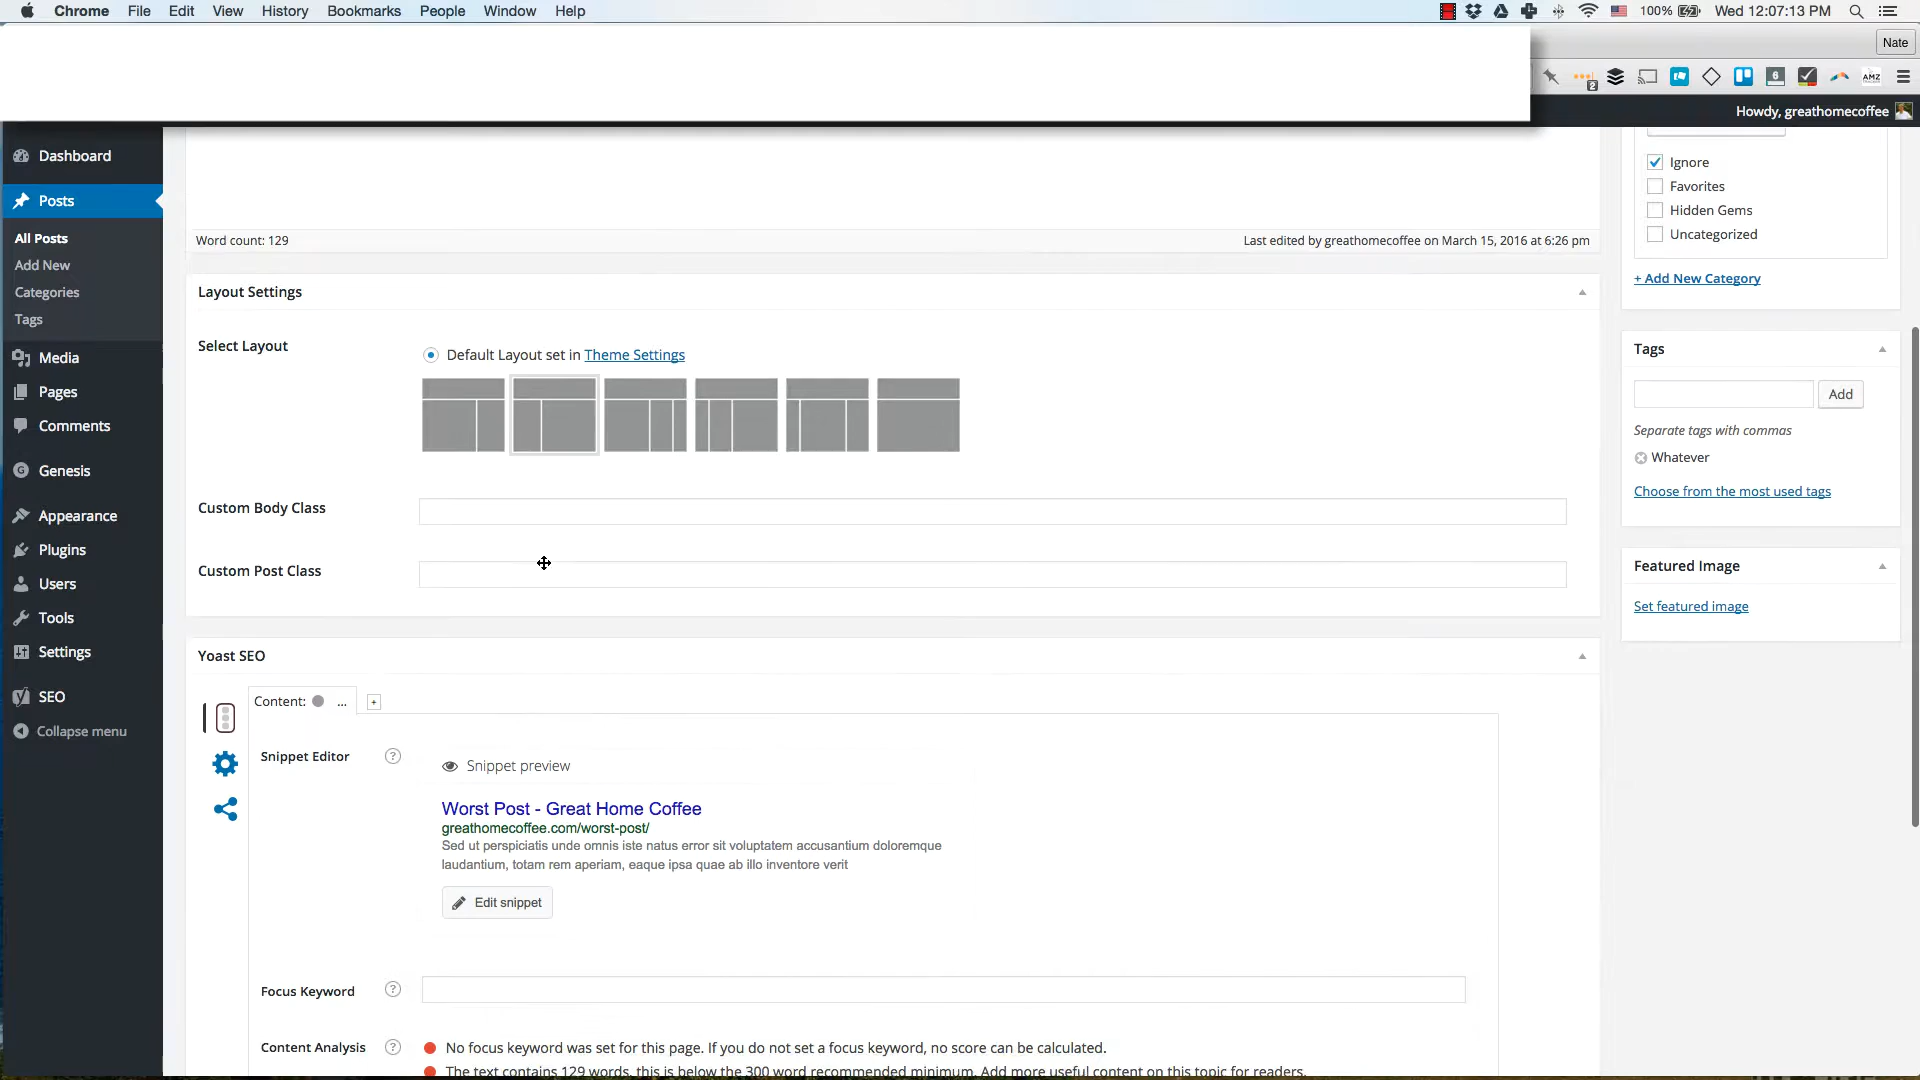 Chrome File Edit View History Bookmarks People Window Help 100% Wed 12:07:13 PM
Nate
2 6 AMZ
Howdy, greathomecoffee
Dashboard
Posts
All Posts
Add New
Categories
Tags
Media
Pages
Comments
Genesis
Appearance
Plugins
Users
Tools
Settings
SEO
Collapse menu
Word count: 129 Last edited by greathomecoffee on March 15, 2016 at 6:26 pm
Layout Settings
Select Layout
Default Layout set in Theme Settings
Custom Body Class
Custom Post Class
Yoast SEO
Content: ... +
Snippet Editor ? Snippet preview
Worst Post - Great Home Coffee
greathomecoffee.com/worst-post/
Sed ut perspiciatis unde omnis iste natus error sit voluptatem accusantium doloremque
laudantium, totam rem aperiam, eaque ipsa quae ab illo inventore verit
Edit snippet
Focus Keyword ?
Content Analysis ? No focus keyword was set for this page. If you do not set a focus keyword, no score can be calculated.
The text contains 129 words, this is below the 300 word recommended minimum. Add more useful content on this topic for readers.
Ignore
Favorites
Hidden Gems
Uncategorized
+ Add New Category
Tags
Add
Separate tags with commas
Whatever
Choose from the most used tags
Featured Image
Set featured image